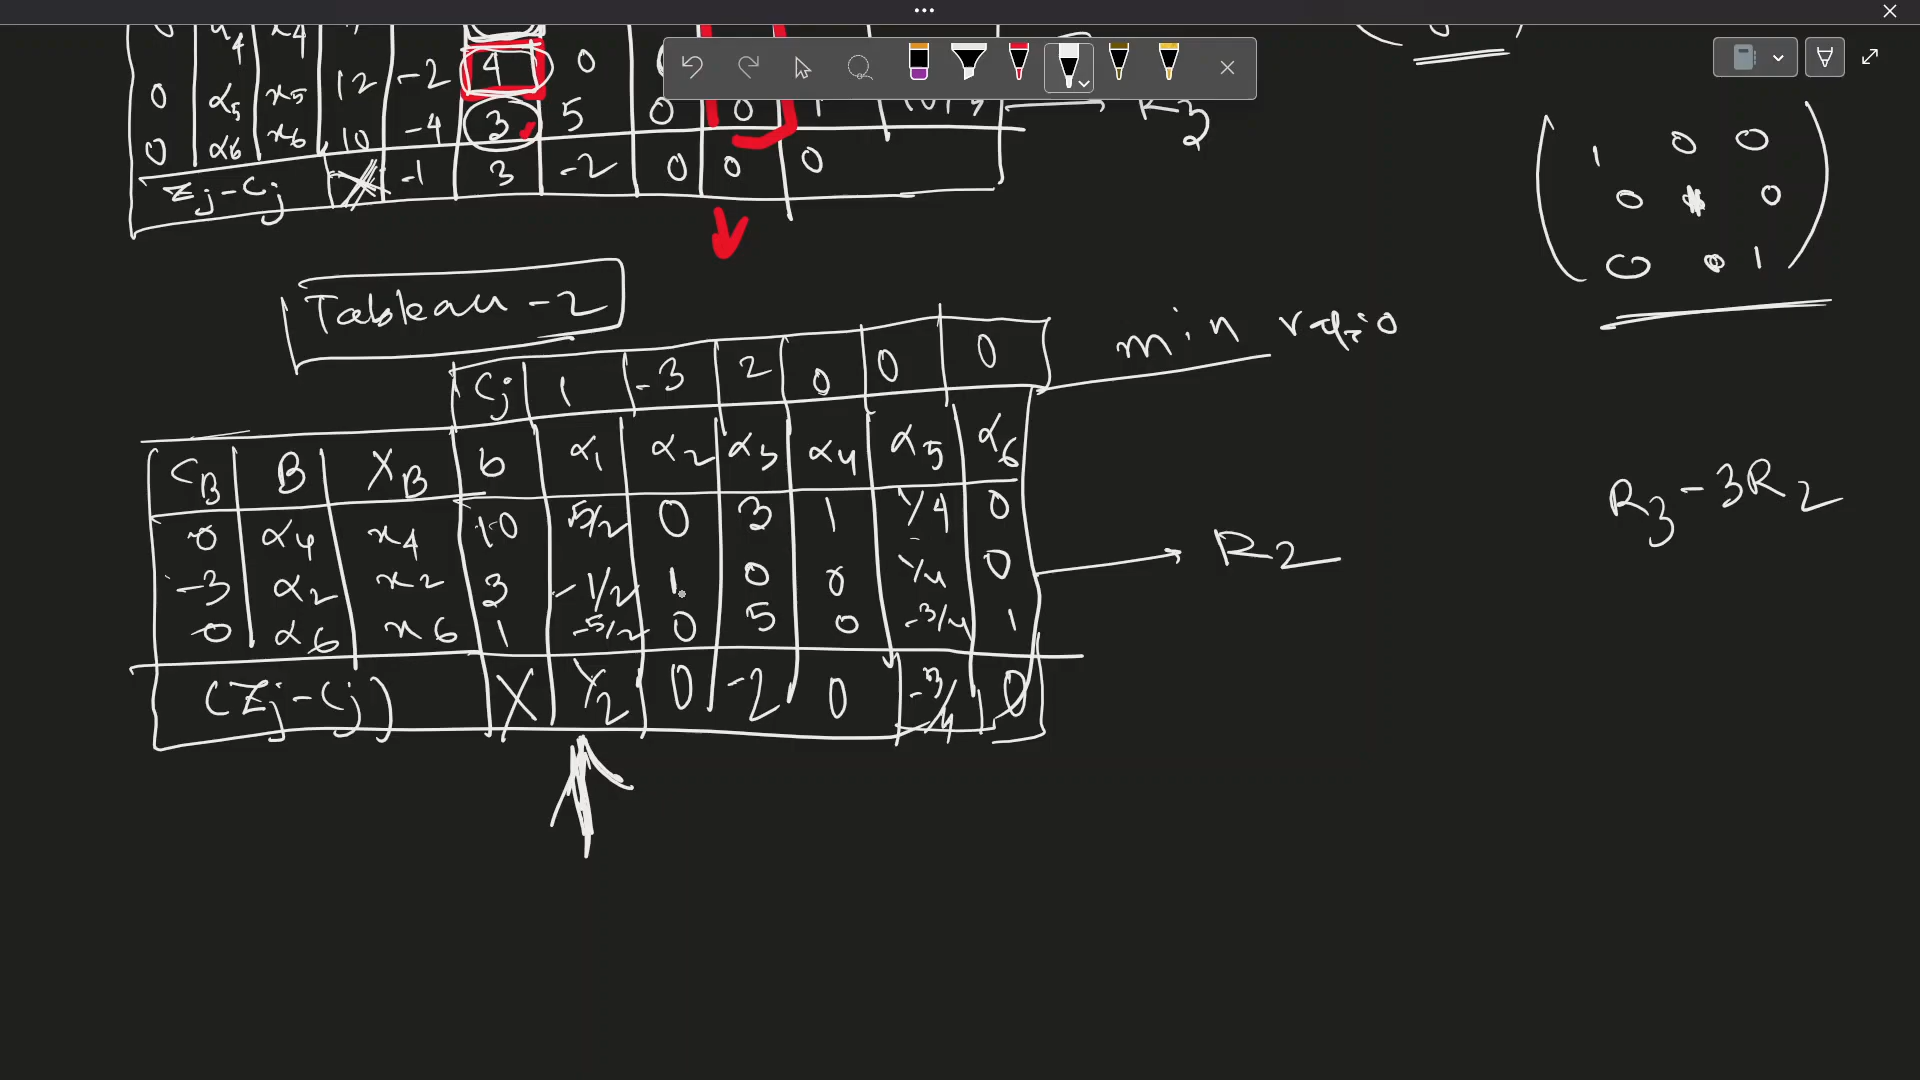 α4 x4
0 α5 x5 12 -2 4 0
0 α6 x6 10 -4 3 5 0 0 1 R3
Zj-Cj -1 3 -2 0 0 0
1 0 0
0 0
0 0 1
Tableau-2
min ratio
Cj 1 -3 2 0 0 0
CB B XB b α1 α2 α3 α4 α5 α6
0 α4 x4 10 5/2 0 3 1 1/4 0
-3 α2 x2 3 -1/2 1 0 0 1/4 0 → R2
0 α6 x6 1 -5/2 0 5 0 -3/4 1
(Zj-Cj) X 1/2 0 -2 0 -3/4 0
R3-3R2